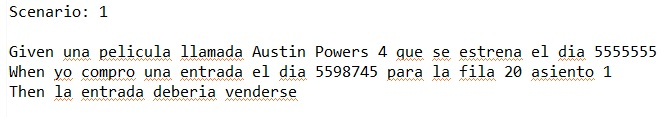 Scenario: 1
Given una pelicula llamada Austin Powers 4 que se estrena el dia 5555555
When yo compro una entrada el dia 5598745 para la fila 20 asiento 1
Then la entrada deberia venderse